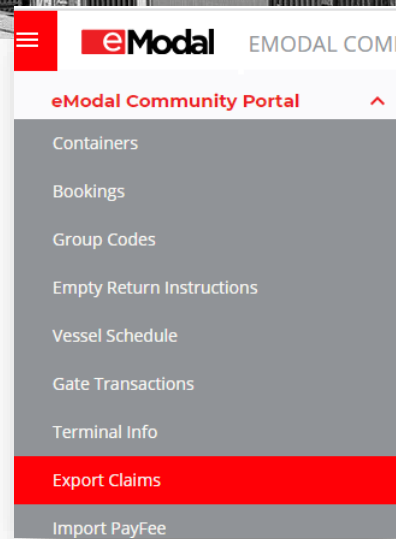 eModal EMODAL COM
eModal Community Portal
Containers
Bookings
Group Codes
Empty Return Instructions
Vessel Schedule
Gate Transactions
Terminal Info
Export Claims
Import PayFee